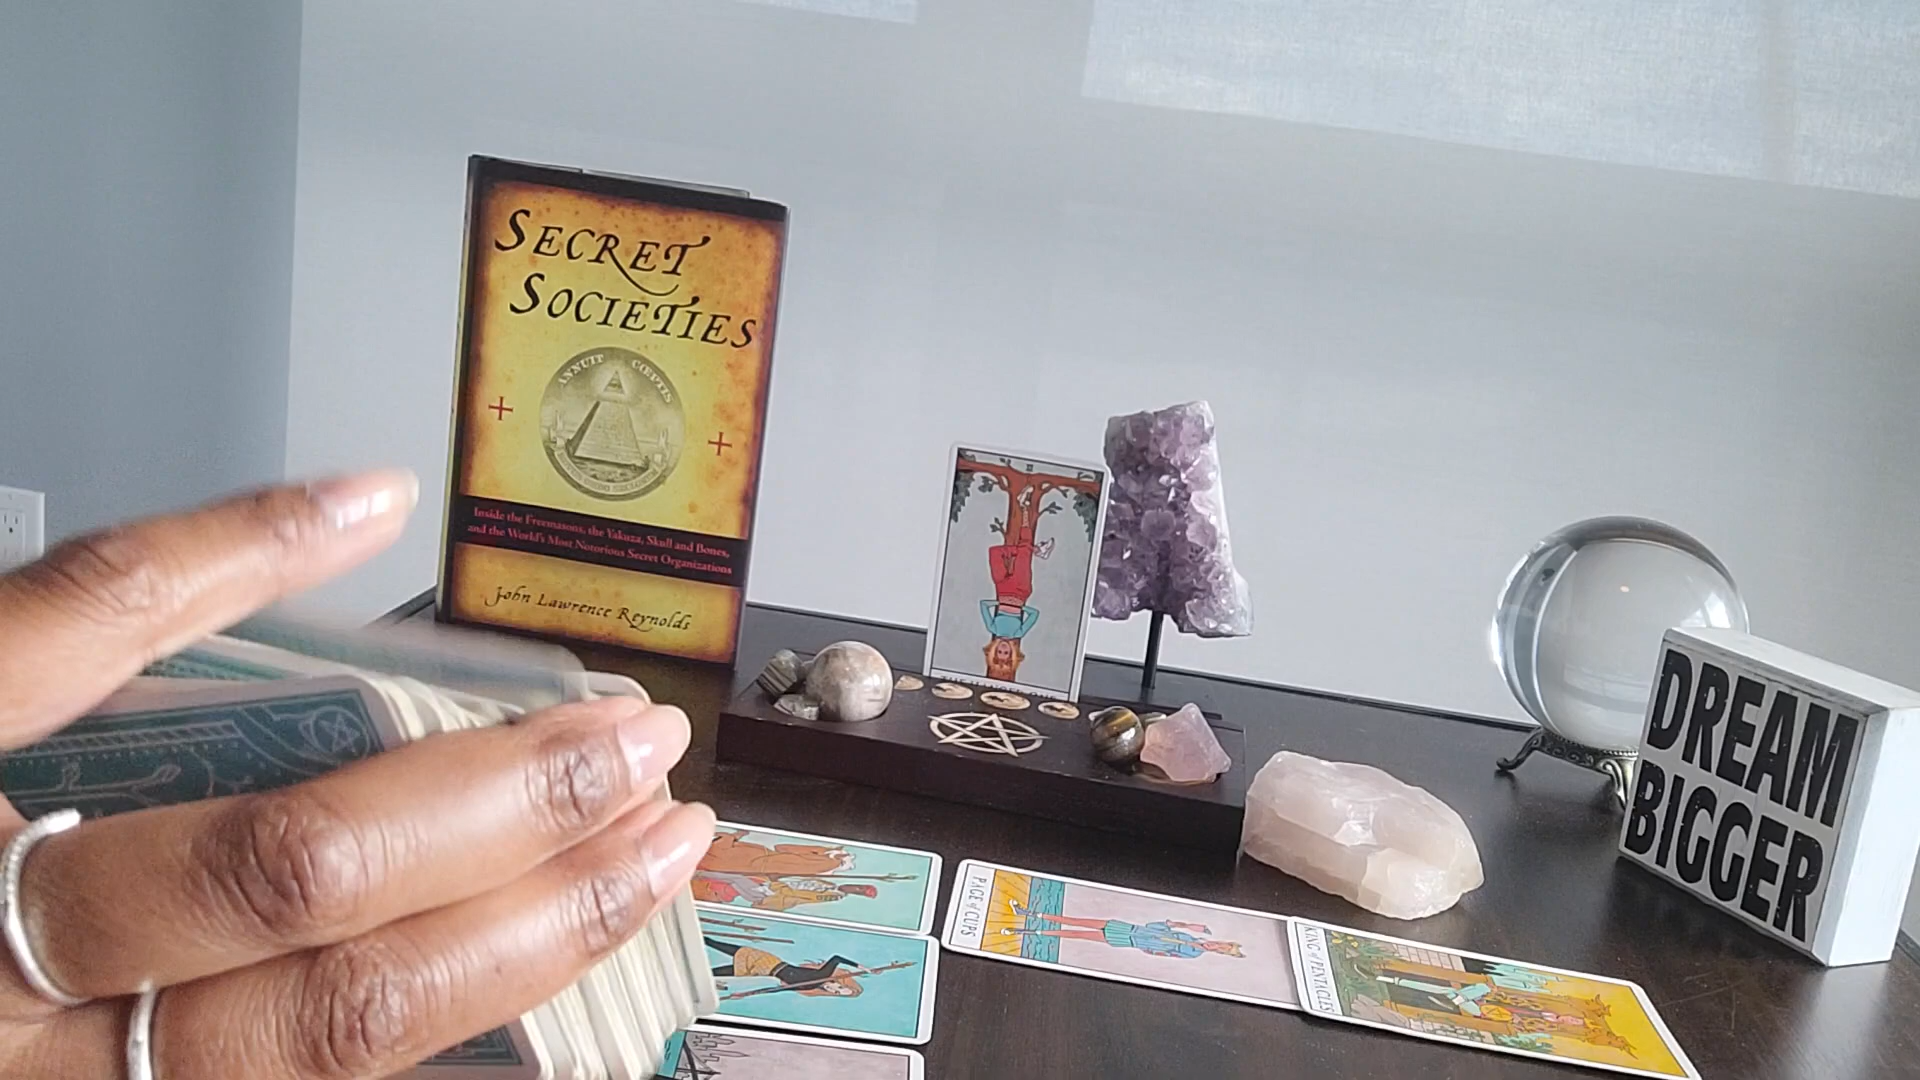 SECRET
SOCIETIES
ANNUIT CŒPTIS
Inside the Freemasons, the Yakuza, Skull and Bones,
and the World's Most Notorious Secret Organizations
John Lawrence Reynolds
PAGE of CUPS
KING of PENTACLES
DREAM
BIGGER